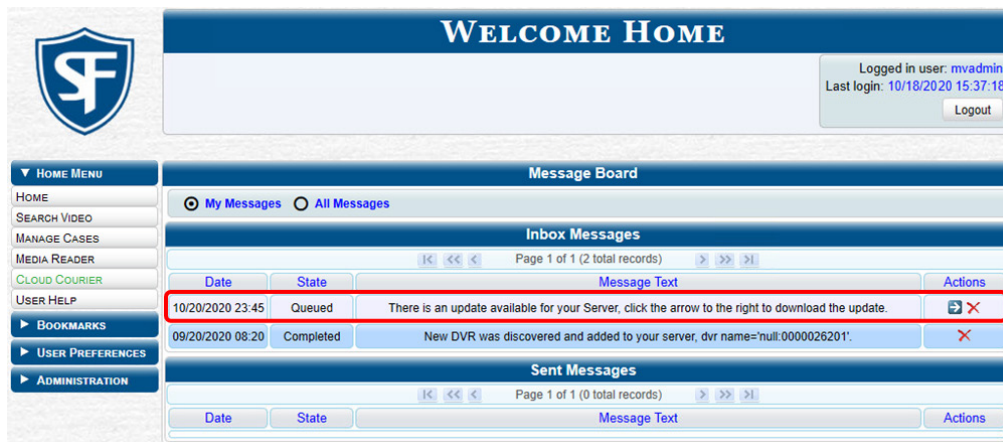 SF
WELCOME HOME
Logged in user: mvadmin
Last login: 10/18/2020 15:37:18
Logout
▼ HOME MENU
HOME
SEARCH VIDEO
MANAGE CASES
MEDIA READER
CLOUD COURIER
USER HELP
► BOOKMARKS
► USER PREFERENCES
► ADMINISTRATION
Message Board
My Messages All Messages
Inbox Messages
|< << < Page 1 of 1 (2 total records) > >> >|
Date State Message Text Actions
10/20/2020 23:45 Queued There is an update available for your Server, click the arrow to the right to download the update.
09/20/2020 08:20 Completed New DVR was discovered and added to your server, dvr name='null:0000026201'.
Sent Messages
|< << < Page 1 of 1 (0 total records) > >> >|
Date State Message Text Actions